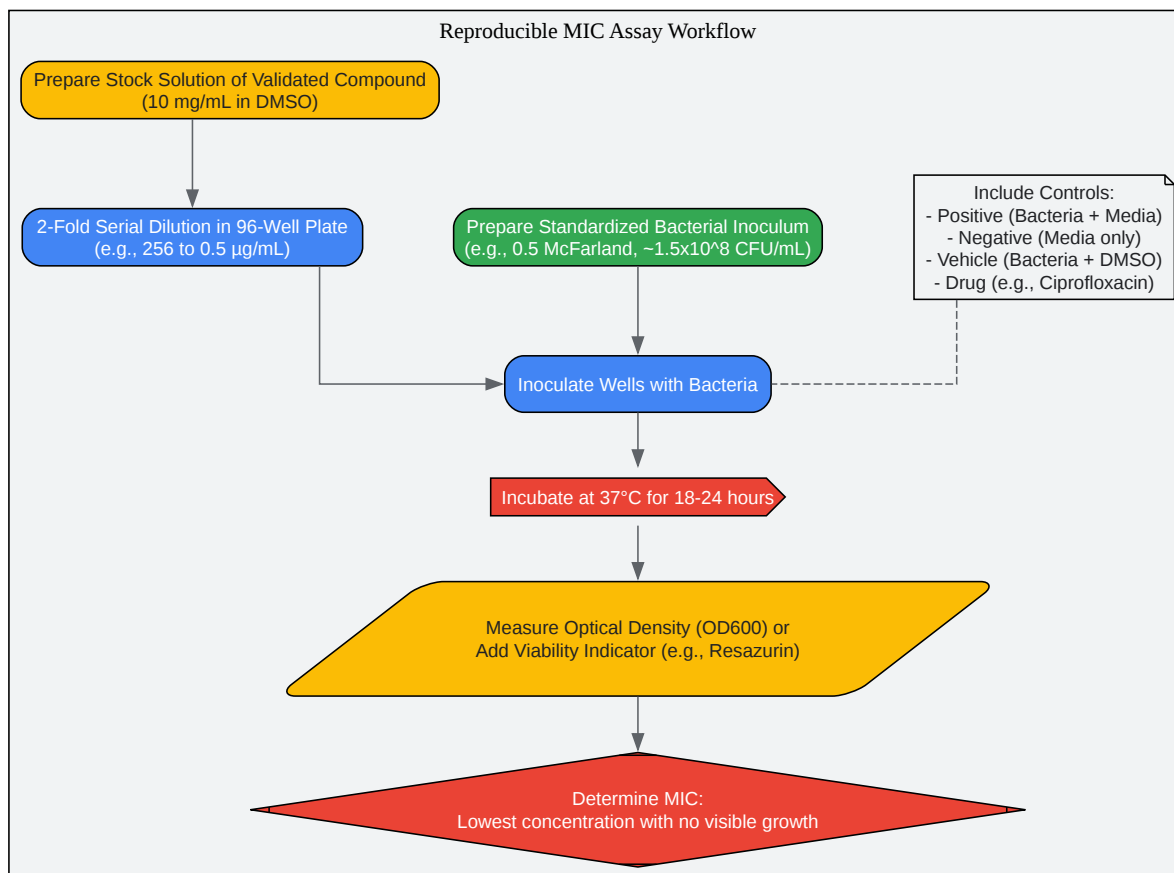 Reproducible MIC Assay Workflow
Prepare Stock Solution of Validated Compound
(10 mg/mL in DMSO)
2-Fold Serial Dilution in 96-Well Plate
(e.g., 256 to 0.5 µg/mL)
Prepare Standardized Bacterial Inoculum
(e.g., 0.5 McFarland, ~1.5x10^8 CFU/mL)
Include Controls:
- Positive (Bacteria + Media)
- Negative (Media only)
- Vehicle (Bacteria + DMSO)
- Drug (e.g., Ciprofloxacin)
Inoculate Wells with Bacteria
Incubate at 37°C for 18-24 hours
Measure Optical Density (OD600) or
Add Viability Indicator (e.g., Resazurin)
Determine MIC:
Lowest concentration with no visible growth